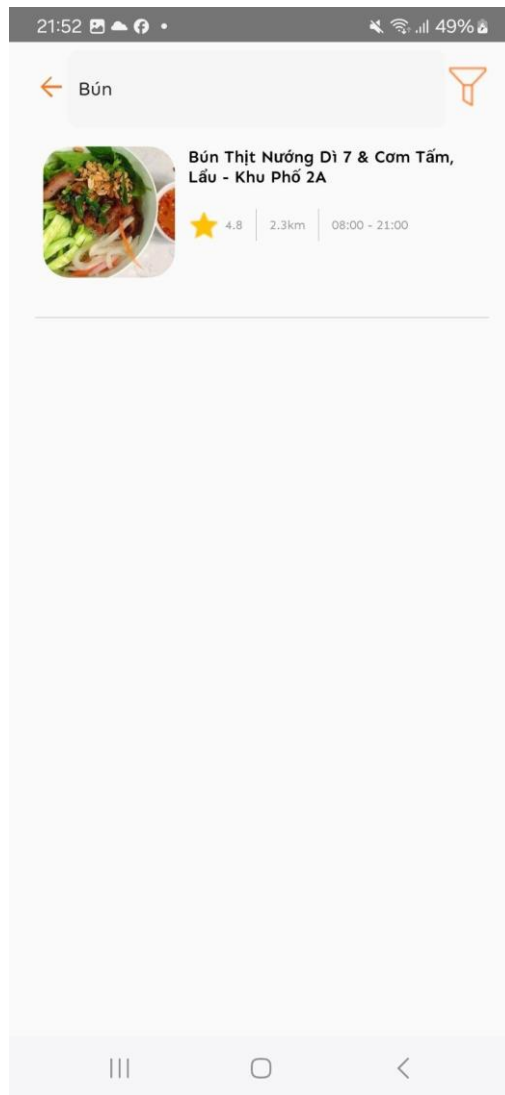 21:52 49%
Bún
Bún Thịt Nướng Dì 7 & Cơm Tấm,
Lẩu - Khu Phố 2A
4.8 2.3km 08:00 - 21:00